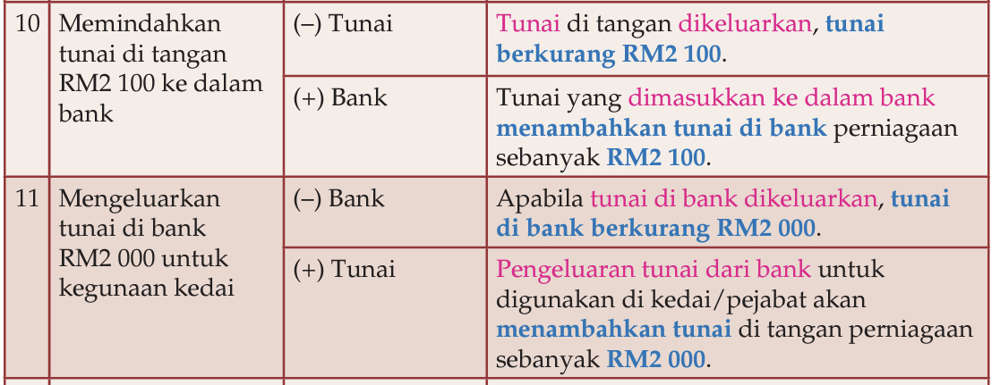 10
Memindahkan
tunai di tangan
RM2 100 ke dalam
bank
(–) Tunai
Tunai di tangan dikeluarkan, tunai
berkurang RM2 100.
(+) Bank
Tunai yang dimasukkan ke dalam bank
menambahkan tunai di bank perniagaan
sebanyak RM2 100.
11
Mengeluarkan
tunai di bank
RM2 000 untuk
kegunaan kedai
(–) Bank
Apabila tunai di bank dikeluarkan, tunai
di bank berkurang RM2 000.
(+) Tunai
Pengeluaran tunai dari bank untuk
digunakan di kedai/pejabat akan
menambahkan tunai di tangan perniagaan
sebanyak RM2 000.